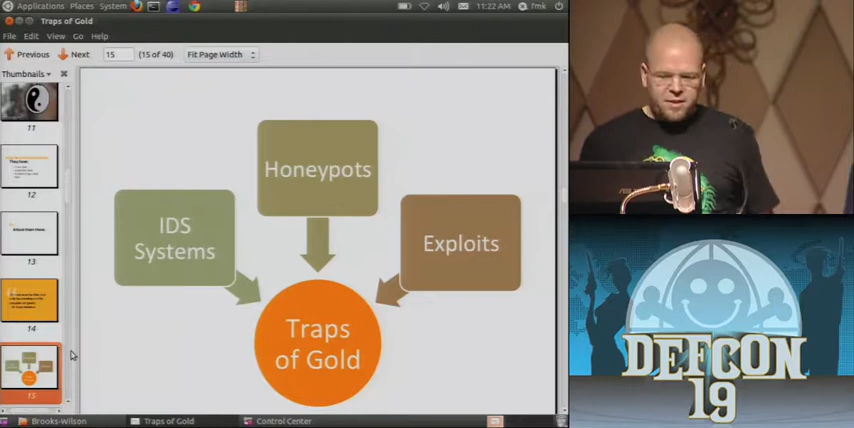 Applications Places System
11:22 AM fmk
Traps of Gold
File Edit View Go Help
Previous Next 15 (15 of 40) Fit Page Width
Thumbnails
11
12
13
14
15
Honeypots
IDS
Systems
Exploits
Traps
of Gold
DEFCON
19
Brooks-Wilson Traps of Gold Control Center